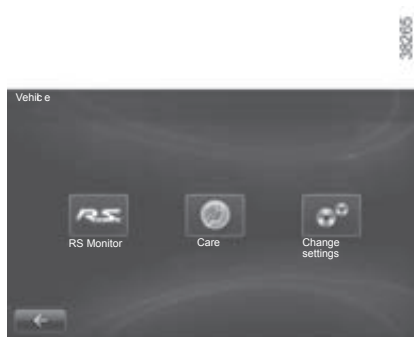 38265
Vehicle
R.S.
RS Monitor
Care
Change
settings